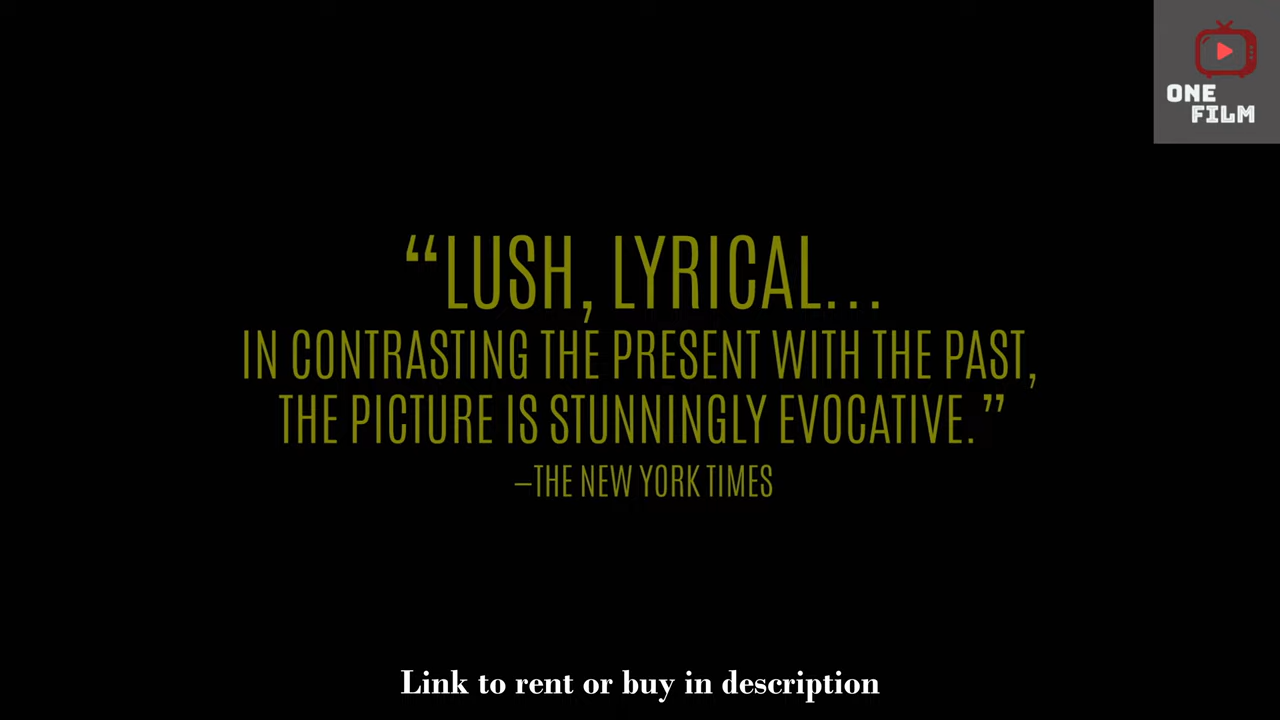 ONE
FILM
“LUSH, LYRICAL...
IN CONTRASTING THE PRESENT WITH THE PAST,
THE PICTURE IS STUNNINGLY EVOCATIVE.”
–THE NEW YORK TIMES
Link to rent or buy in description